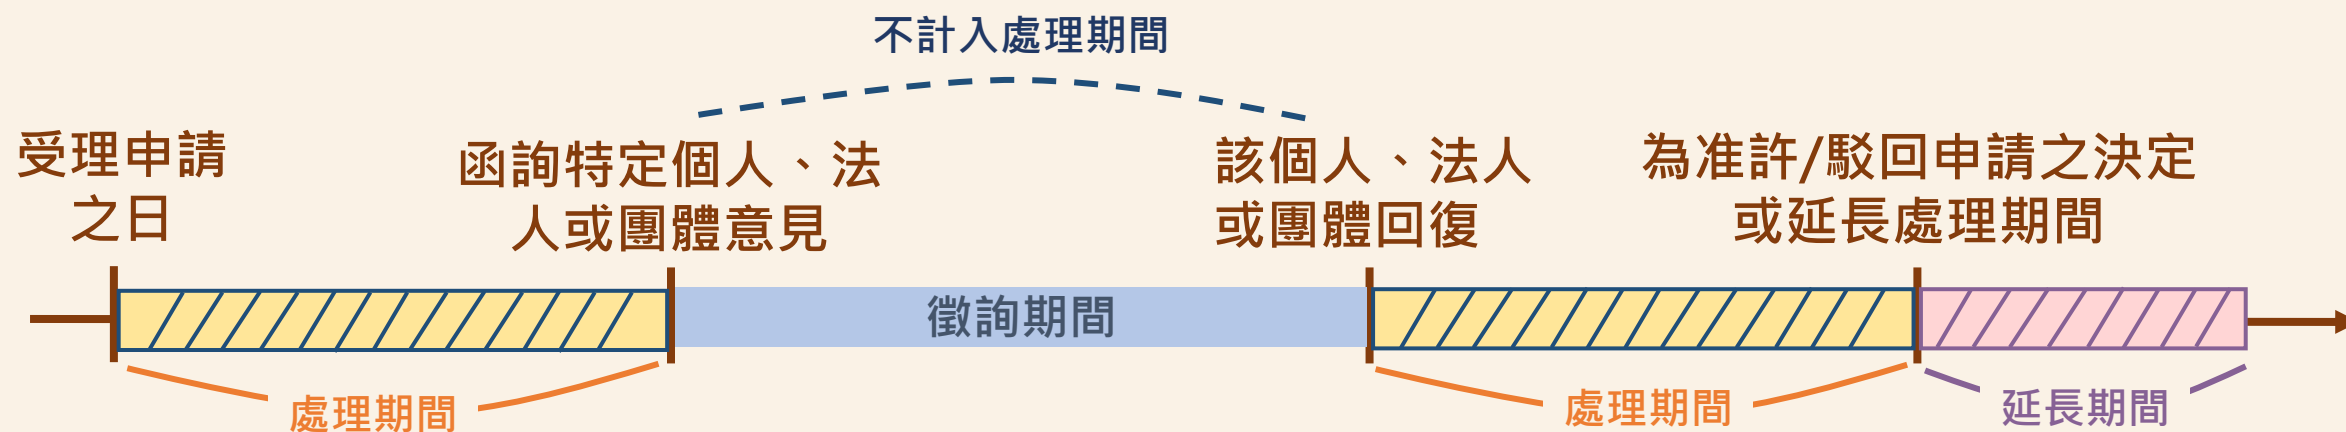 不計入處理期間
受理申請
之日
函詢特定個人、法
人或團體意見
該個人、法人
或團體回復
為准許/駁回申請之決定
或延長處理期間
徵詢期間
處理期間
處理期間
延長期間